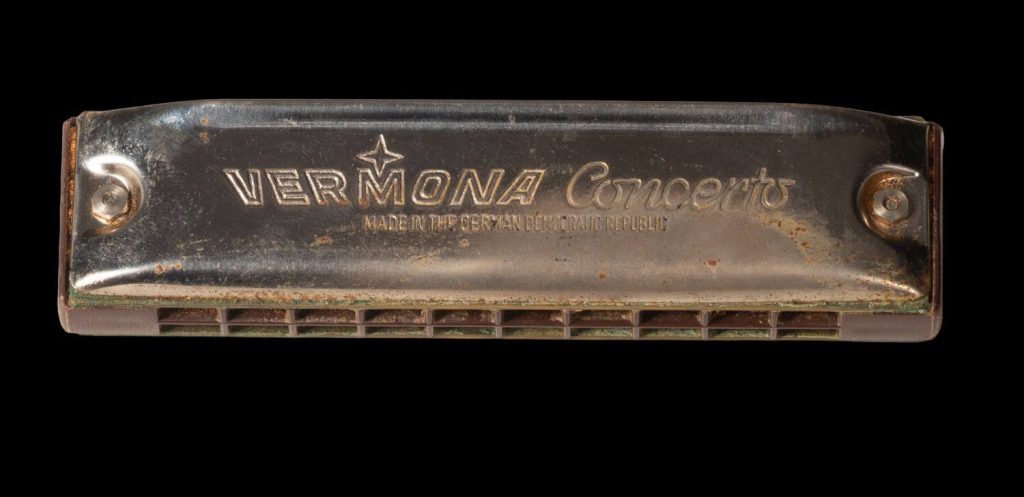 VERMONA Concerto
MADE IN THE GERMAN DEMOCRATIC REPUBLIC